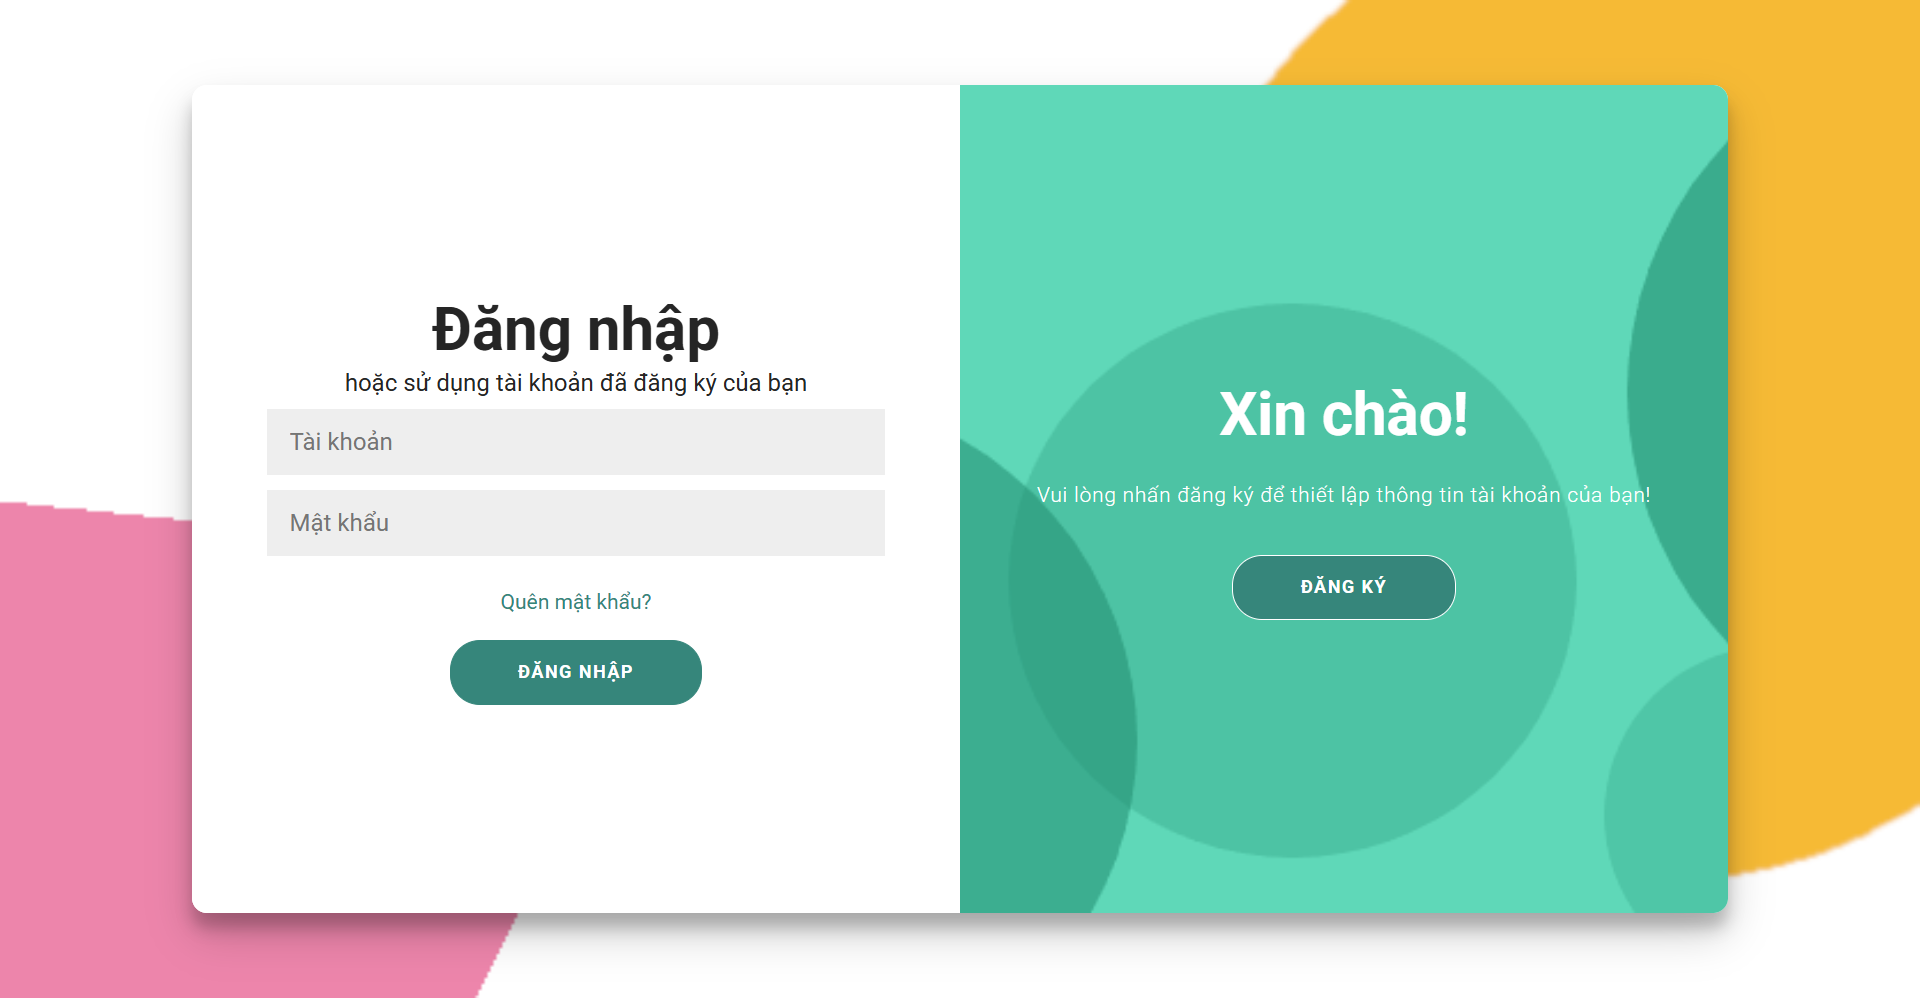 Đăng nhập
hoặc sử dụng tài khoản đã đăng ký của bạn
Tài khoản
Mật khẩu
Quên mật khẩu?
ĐĂNG NHẬP
Xin chào!
Vui lòng nhấn đăng ký để thiết lập thông tin tài khoản của bạn!
ĐĂNG KÝ